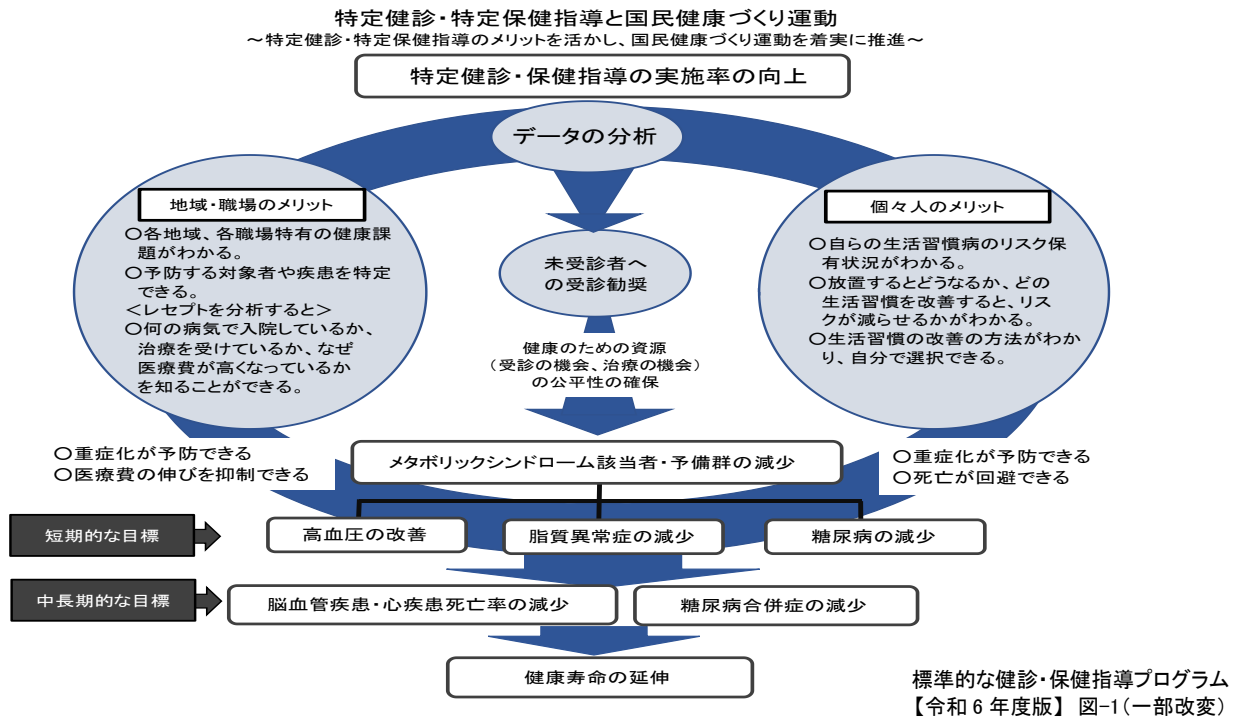 特定健診・特定保健指導と国民健康づくり運動
～特定健診・特定保健指導のメリットを活かし、国民健康づくり運動を着実に推進～
特定健診・保健指導の実施率の向上
データの分析
地域・職場のメリット
○各地域、各職場特有の健康課
題がわかる。
○予防する対象者や疾患を特定
できる。
＜レセプトを分析すると＞
○何の病気で入院しているか、
治療を受けているか、なぜ
医療費が高くなっているか
を知ることができる。
未受診者へ
の受診勧奨
健康のための資源
（受診の機会、治療の機会）
の公平性の確保
個々人のメリット
○自らの生活習慣病のリスク保
有状況がわかる。
○放置するとどうなるか、どの
生活習慣を改善すると、リス
クが減らせるかがわかる。
○生活習慣の改善の方法がわか
り、自分で選択できる。
○重症化が予防できる
○医療費の伸びを抑制できる
メタボリックシンドローム該当者・予備群の減少
○重症化が予防できる
○死亡が回避できる
短期的な目標
高血圧の改善
脂質異常症の減少
糖尿病の減少
中長期的な目標
脳血管疾患・心疾患死亡率の減少
糖尿病合併症の減少
健康寿命の延伸
標準的な健診・保健指導プログラム
【令和6年度版】 図-1（一部改変）